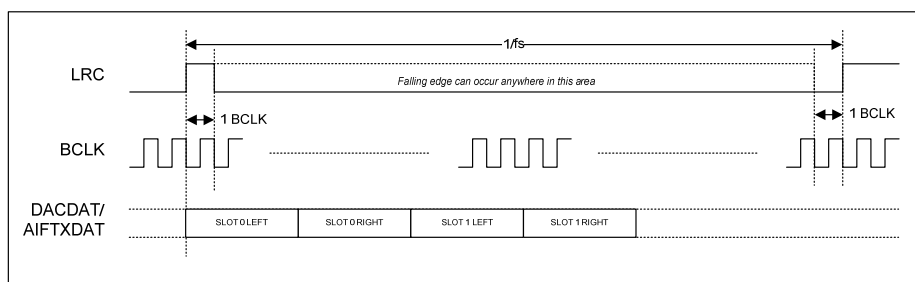 1/fs
LRC
Falling edge can occur anywhere in this area
1 BCLK
1 BCLK
BCLK
DACDAT/
AIFTXDAT
SLOT 0 LEFT
SLOT 0 RIGHT
SLOT 1 LEFT
SLOT 1 RIGHT